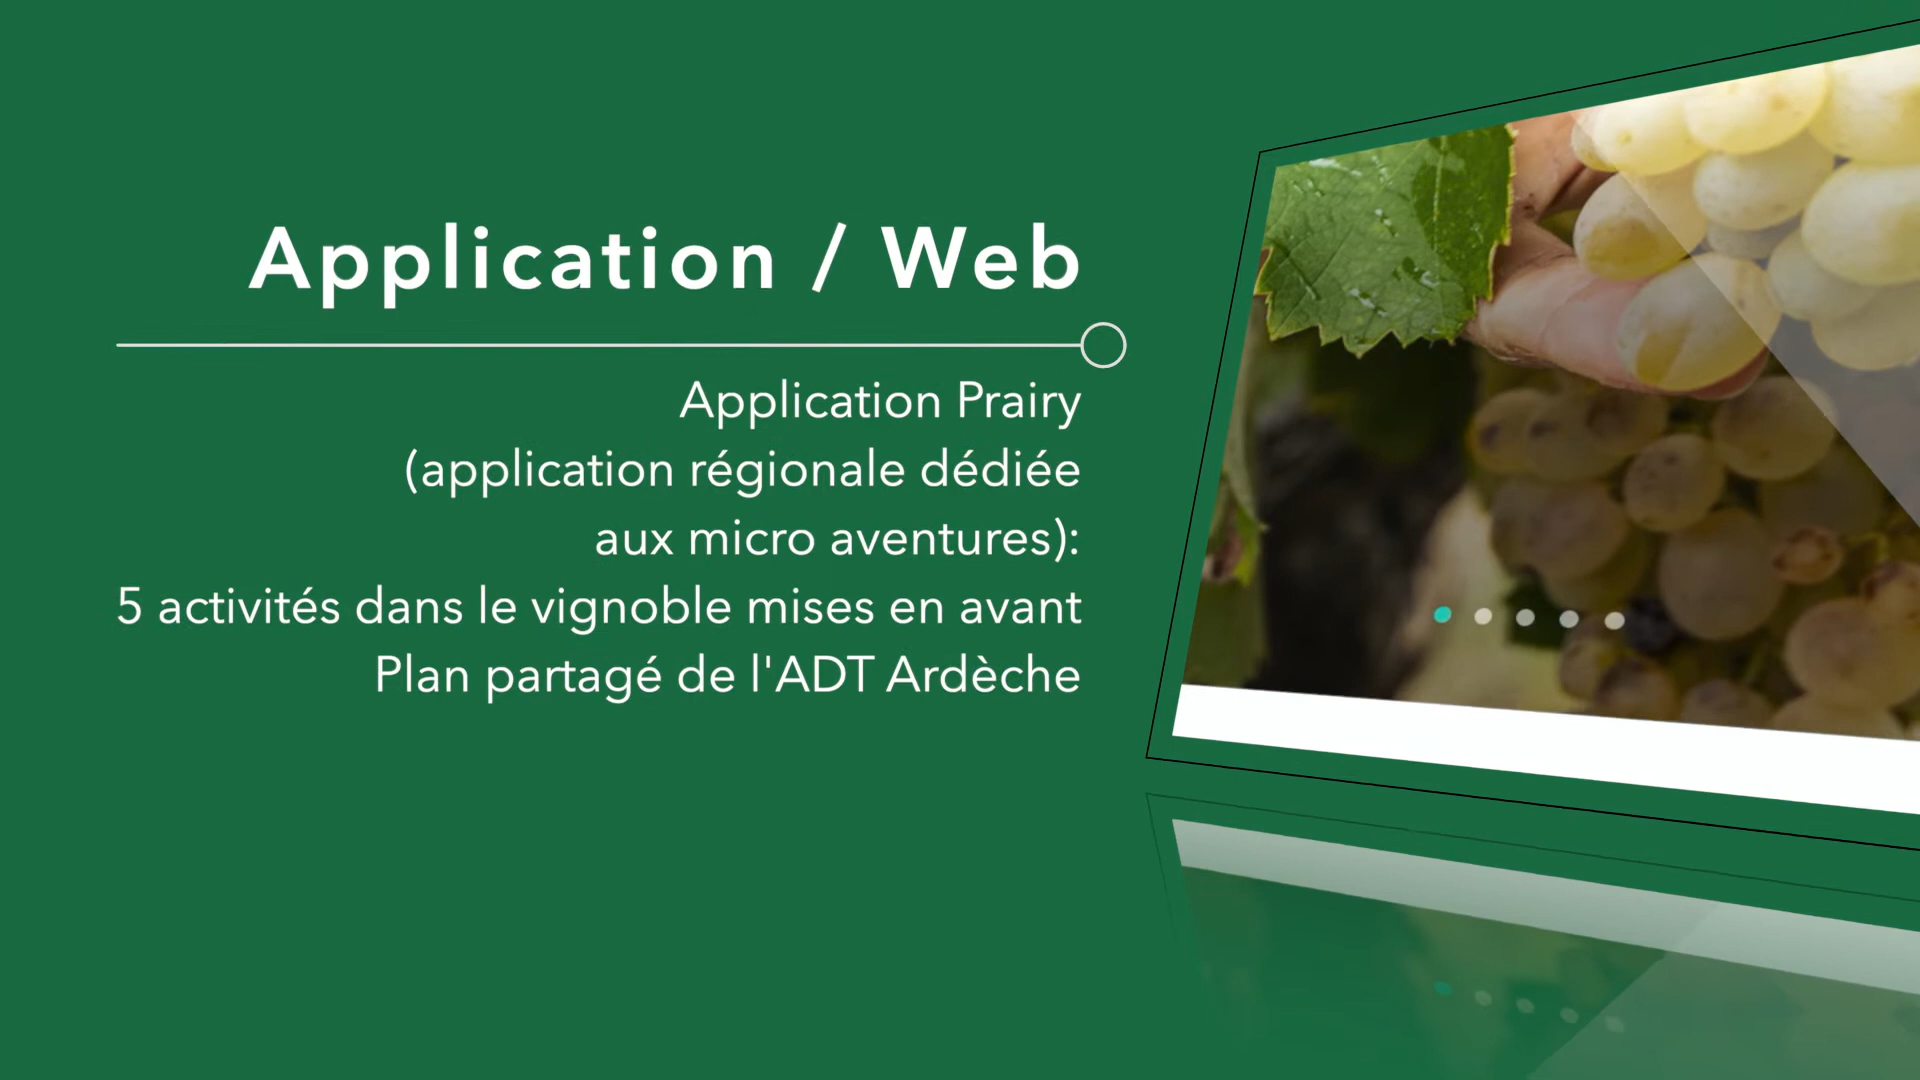 Application / Web
Application Prairy
(application régionale dédiée
aux micro aventures):
5 activités dans le vignoble mises en avant
Plan partagé de l'ADT Ardèche